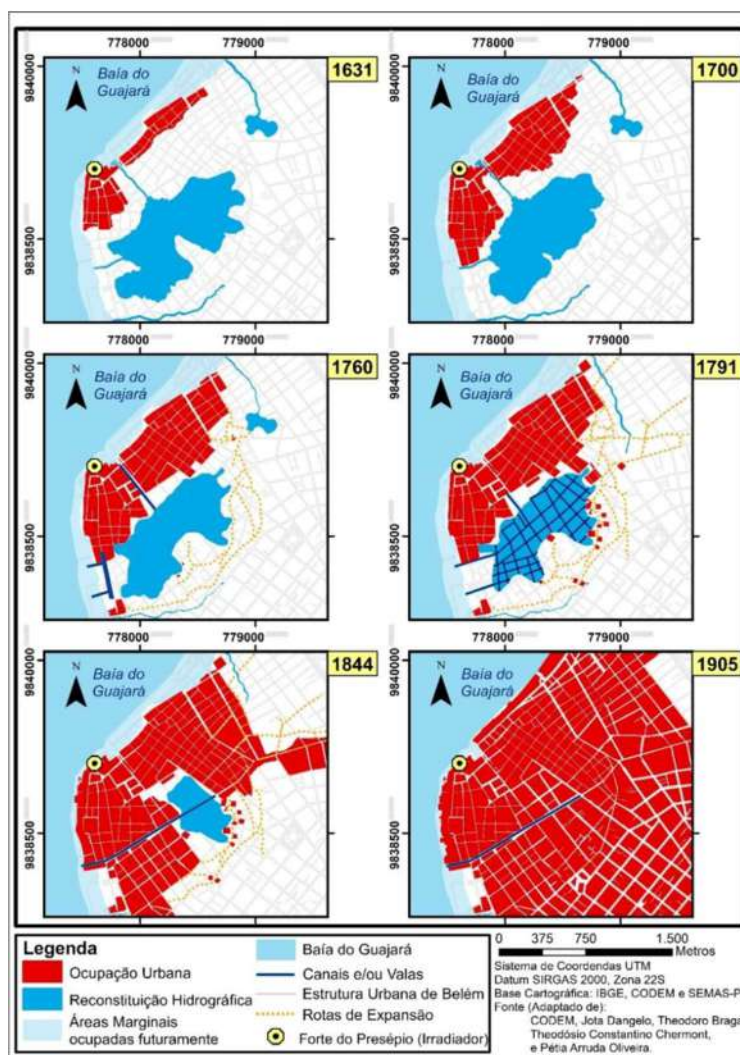 778000 779000
778000 779000
9840000
Baía do
Guajará
N
1631
Baía do
Guajará
N
1700
9838500
9838500
778000 779000
778000 779000
9840000
N
Baía do
Guajará
1760
9840000
N
Baía do
Guajará
1791
9838500
9838500
778000 779000
778000 779000
9840000
N
Baía do
Guajará
1844
9840000
N
Baía do
Guajará
1905
9838500
9838500
Legenda
Ocupação Urbana
Reconstituição Hidrográfica
Áreas Marginais
ocupadas futuramente
Baía do Guajará
Canais e/ou Valas
Estrutura Urbana de Belém
Rotas de Expansão
Forte do Presépio (Irradiador)
0 375 750 1.500
Metros
Sistema de Coordendas UTM
Datum SIRGAS 2000, Zona 22S
Base Cartográfica: IBGE, CODEM e SEMAS-P
Fonte (Adaptado de):
CODEM, Jota Dangelo, Theodoro Braga
Theodósio Constantino Chermont,
e Pétia Arruda Oliveira.